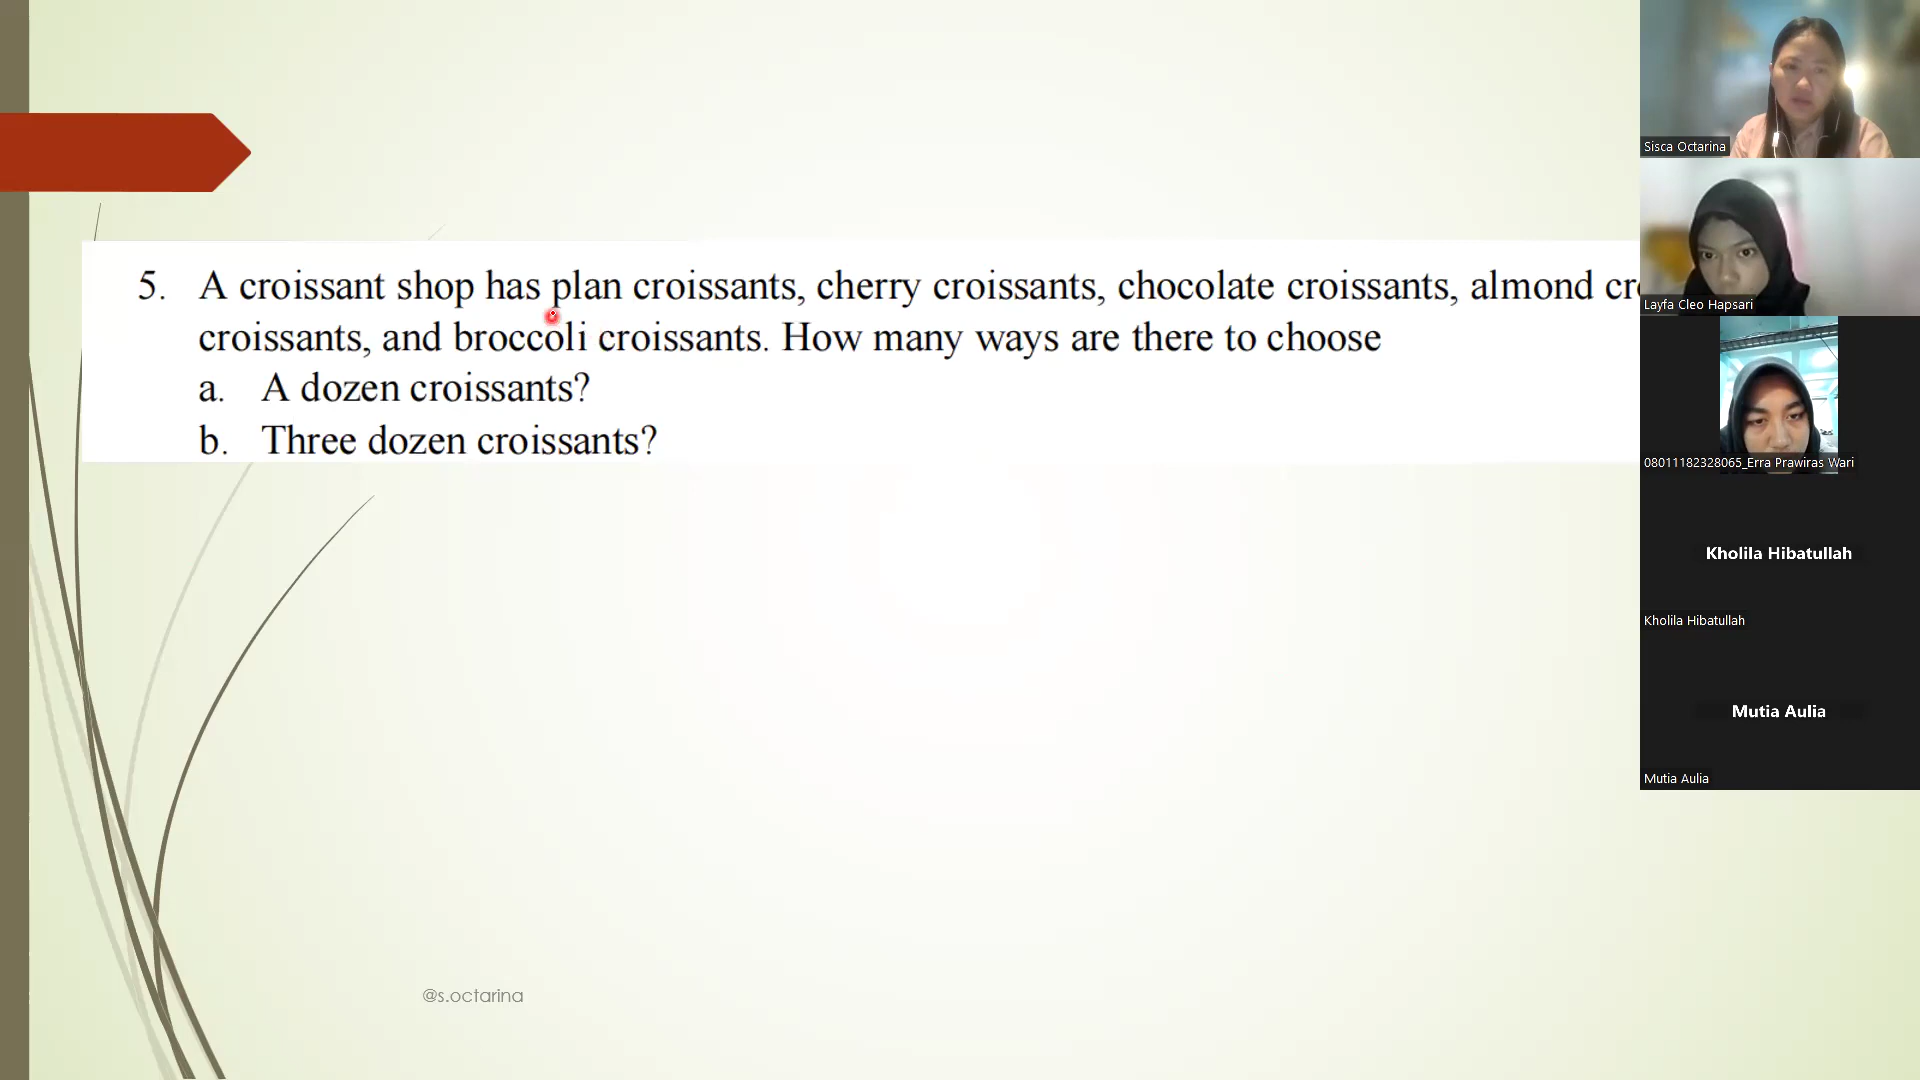 5. A croissant shop has plan croissants, cherry croissants, chocolate croissants, almond
croissants, and broccoli croissants. How many ways are there to choose
a. A dozen croissants?
b. Three dozen croissants?
@s.octarina
Sisca Octarina
Layfa Cleo Hapsari
08011182328065_Erra Prawiras Wari
Kholila Hibatullah
Kholila Hibatullah
Mutia Aulia
Mutia Aulia